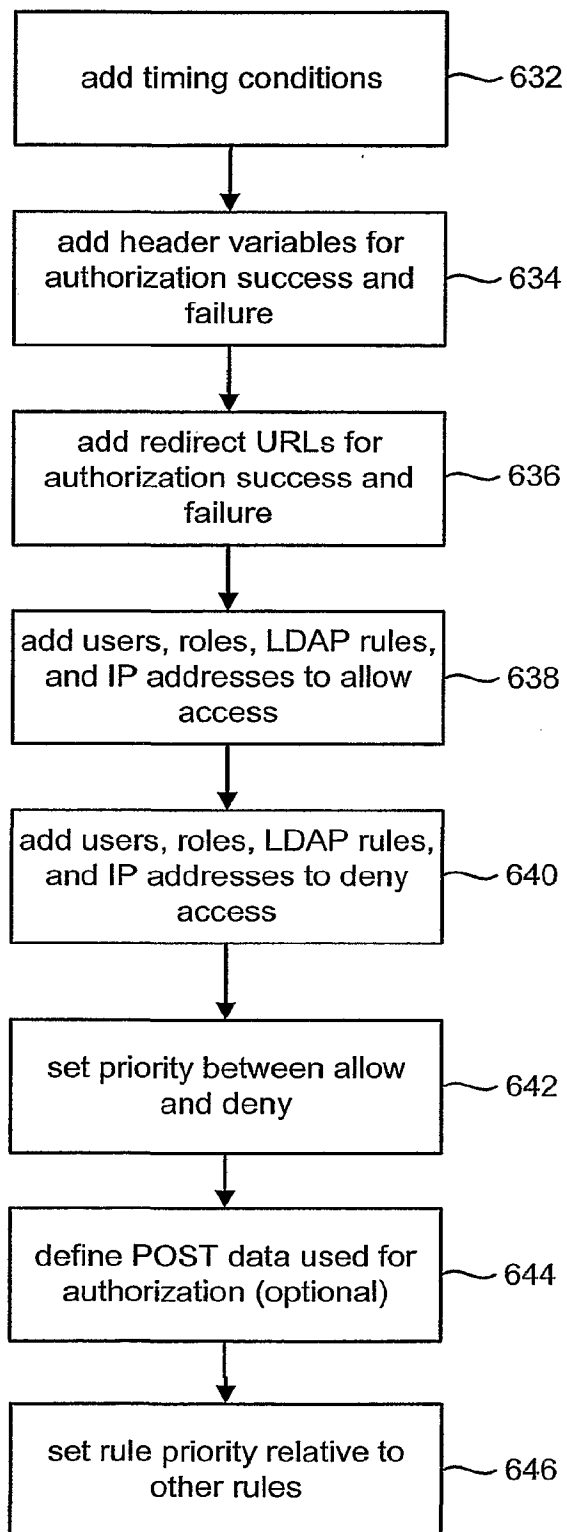 add timing conditions
632
add header variables for
authorization success and
failure
634
add redirect URLs for
authorization success and
failure
636
add users, roles, LDAP rules,
and IP addresses to allow
access
638
add users, roles, LDAP rules,
and IP addresses to deny
access
640
set priority between allow
and deny
642
define POST data used for
authorization (optional)
644
set rule priority relative to
other rules
646